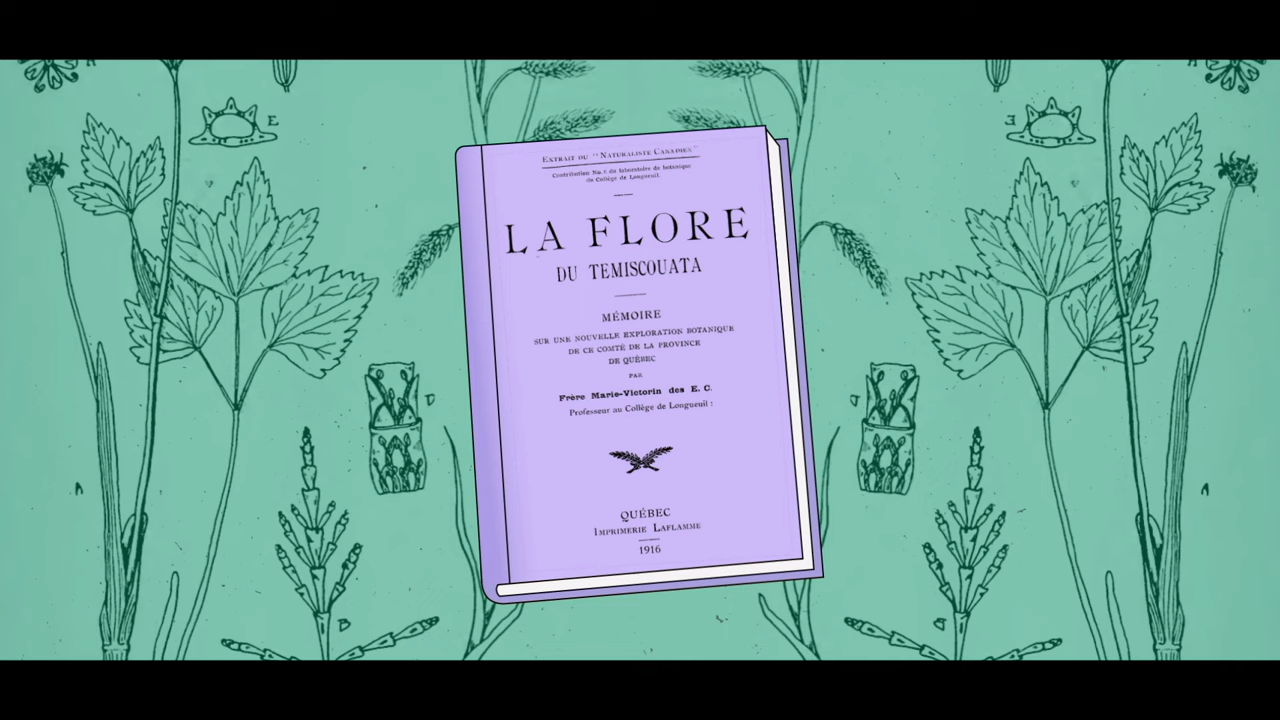 EXTRAIT DU "NATURALISTE CANADIEN"
Contribution No. 6 du laboratoire de botanique
du Collège de Longueuil.
LA FLORE
DU TEMISCOUATA
MÉMOIRE
SUR UNE NOUVELLE EXPLORATION BOTANIQUE
DE CE COMTÉ DE LA PROVINCE
DE QUÉBEC
PAR
Frère Marie-Victorin des E. C.
Professeur au Collège de Longueuil :
QUÉBEC
IMPRIMERIE LAFLAMME
1916
E
D
A
B